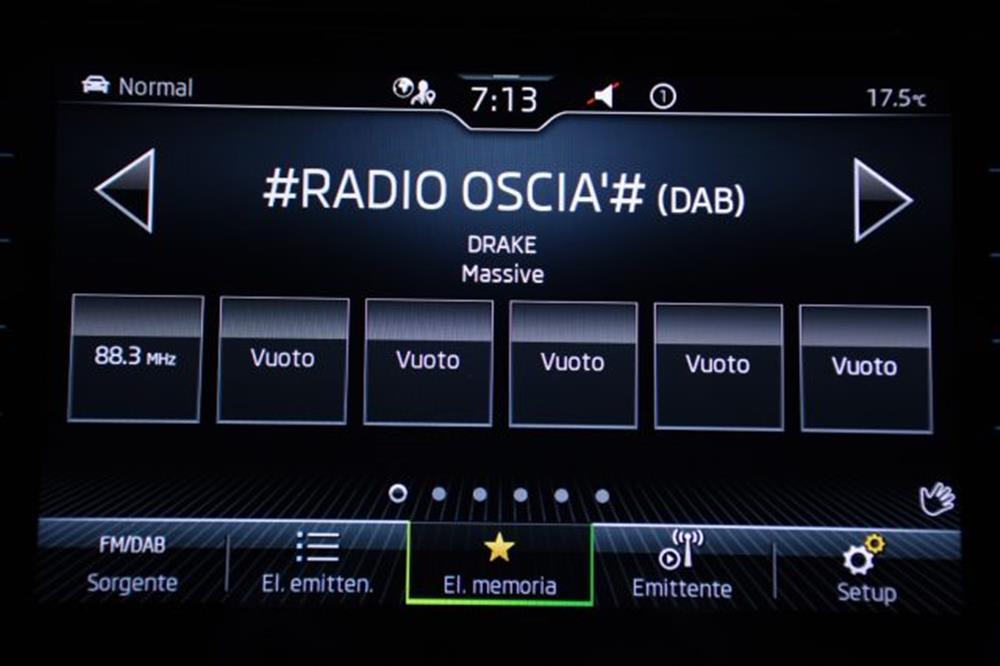 Normal
7:13
1
17.5°C
#RADIO OSCIA'# (DAB)
DRAKE
Massive
88.3 MHz
Vuoto
Vuoto
Vuoto
Vuoto
Vuoto
FM/DAB
Sorgente
El. emitten.
El. memoria
Emittente
Setup